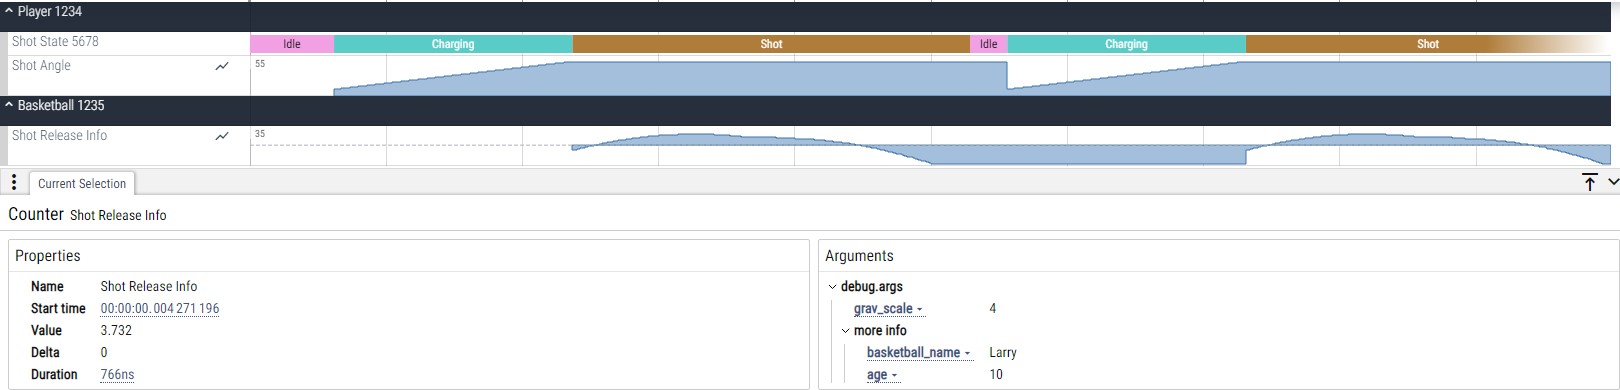 Player 1234
Shot State 5678 Idle Charging Shot Idle Charging Shot
Shot Angle 55
Basketball 1235
Shot Release Info 35
Current Selection
Counter Shot Release Info
Properties Arguments
Name Shot Release Info debug.args
Start time 00:00:00.004 271 196 grav_scale 4
Value 3.732 more info
Delta 0 basketball_name Larry
Duration 766ns age 10